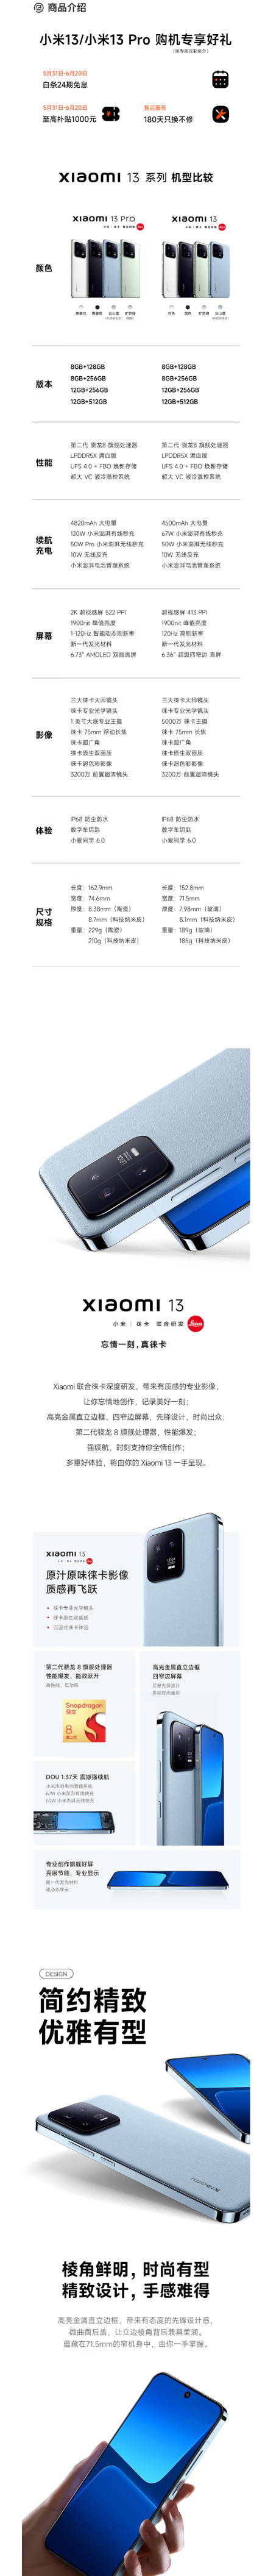 商品介绍
小米13/小米13 Pro 购机专享好礼
5月31日-6月20日
白条24期免息
5月31日-6月20日
至高补贴1000元
售后服务
180天只换不修
xiaomi 13 系列 机型比较
xiaomi 13 Pro
xiaomi 13
颜色
版本
8GB+128GB
8GB+256GB
12GB+256GB
12GB+512GB
8GB+128GB
8GB+256GB
12GB+256GB
12GB+512GB
性能
第二代 骁龙8 旗舰处理器
LPDDR5X 满血版
UFS 4.0 + FBO 焕新存储
超大 VC 液冷温控系统
第二代 骁龙8 旗舰处理器
LPDDR5X 满血版
UFS 4.0 + FBO 焕新存储
超大 VC 液冷温控系统
续航
充电
4820mAh 大电量
120W 小米澎湃有线秒充
50W Pro 小米澎湃无线秒充
10W 无线反充
小米澎湃电池管理系统
4500mAh 大电量
67W 小米澎湃有线秒充
50W 小米澎湃无线秒充
10W 无线反充
小米澎湃电池管理系统
屏幕
2K 超视感屏 522 PPI
1900nit 峰值亮度
1-120Hz 智能动态刷新率
新一代发光材料
6.73" AMOLED 双曲面屏
超视感屏 413 PPI
1900nit 峰值亮度
120Hz 高刷新率
新一代发光材料
6.36" 超级四窄边 直屏
影像
三大徕卡大师镜头
徕卡专业光学镜头
1 英寸大底专业主摄
徕卡 75mm 浮动长焦
徕卡超广角
徕卡原生双画质
徕卡超色彩影像
3200万 前置超清镜头
三大徕卡大师镜头
徕卡专业光学镜头
5000万 徕卡主摄
徕卡 75mm 长焦
徕卡超广角
徕卡原生双画质
徕卡超色彩影像
3200万 前置超清镜头
体验
IP68 防尘防水
数字车钥匙
小爱同学 6.0
IP68 防尘防水
数字车钥匙
小爱同学 6.0
尺寸
规格
长度：162.9mm
宽度：74.6mm
厚度：8.38mm（陶瓷）
8.7mm（科技纳米皮）
重量：229g（陶瓷）
210g（科技纳米皮）
长度：152.8mm
宽度：71.5mm
厚度：7.98mm（玻璃）
8.1mm（科技纳米皮）
重量：189g（玻璃）
185g（科技纳米皮）
xiaomi 13
小米 | 徕卡 联合研发
忘情一刻，真徕卡
Xiaomi 联合徕卡深度研发，带来有质感的专业影像，
让你忘情地创作，记录美好一刻；
高亮金属直立边框、四窄边屏幕，先锋设计，时尚出众；
第二代骁龙 8 旗舰处理器，性能爆发；
强续航，时刻支持你全情创作；
多重好体验，将由你的 Xiaomi 13 一手呈现。
xiaomi 13
原汁原味徕卡影像
质感再飞跃
徕卡专业光学镜头
徕卡原生双画质
沉浸式徕卡体验
第二代骁龙 8 旗舰处理器
性能爆发，能效跃升
高性能，低功耗
Snapdragon
骁龙
8
高光金属直立边框
四窄边屏幕
DOU 1.37天 震撼强续航
小米澎湃电池管理系统
67W 小米澎湃有线秒充
50W 小米澎湃无线秒充
专业创作旗舰好屏
亮眼节能，专业显示
新一代发光材料
超动态显示
DESIGN
简约精致
优雅有型
xiaomi
棱角鲜明，时尚有型
精致设计，手感难得
高亮金属直立边框，带来有态度的先锋设计感，
微曲面后盖，让立边棱角背后兼具柔润。
蕴藏在71.5mm的窄机身中，由你一手掌握。